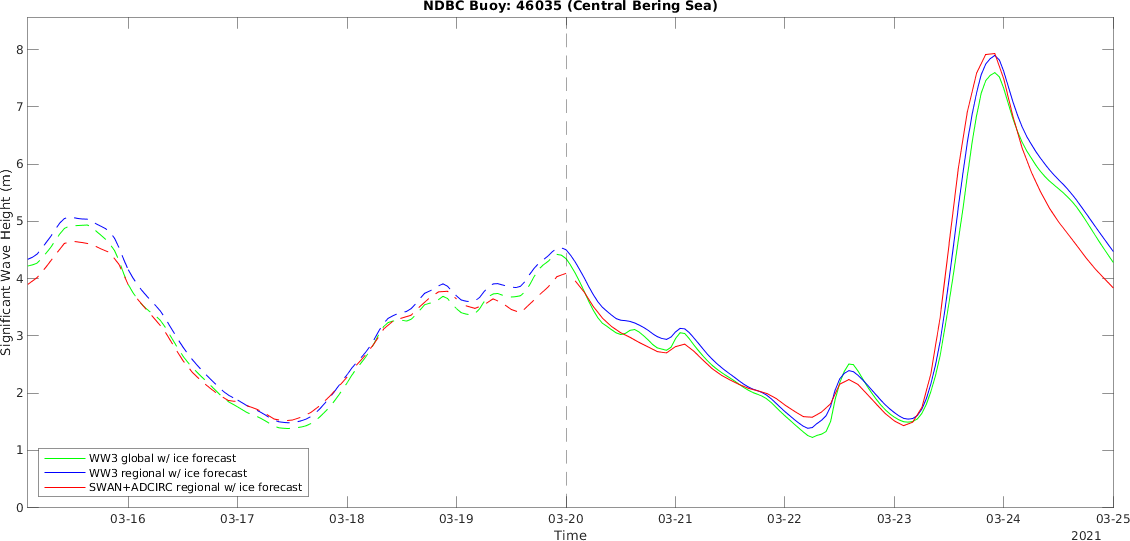 NDBC Buoy: 46035 (Central Bering Sea)
Significant Wave Height (m)
8
7
6
5
4
3
2
1
0
WW3 global w/ ice forecast
WW3 regional w/ ice forecast
SWAN+ADCIRC regional w/ ice forecast
03-16 03-17 03-18 03-19 03-20 03-21 03-22 03-23 03-24 03-25
Time
2021